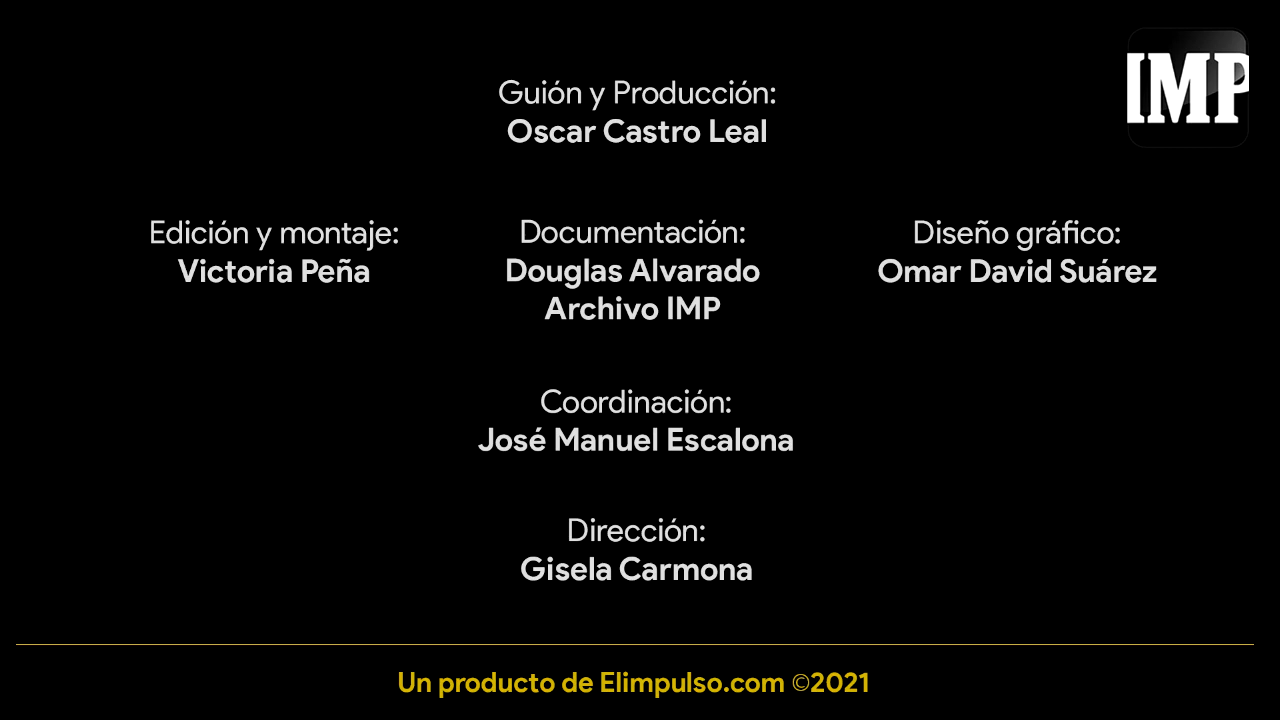 IMP
Guión y Producción:
Oscar Castro Leal
Edición y montaje:
Victoria Peña
Documentación:
Douglas Alvarado
Archivo IMP
Diseño gráfico:
Omar David Suárez
Coordinación:
José Manuel Escalona
Dirección:
Gisela Carmona
Un producto de Elimpulso.com ©2021